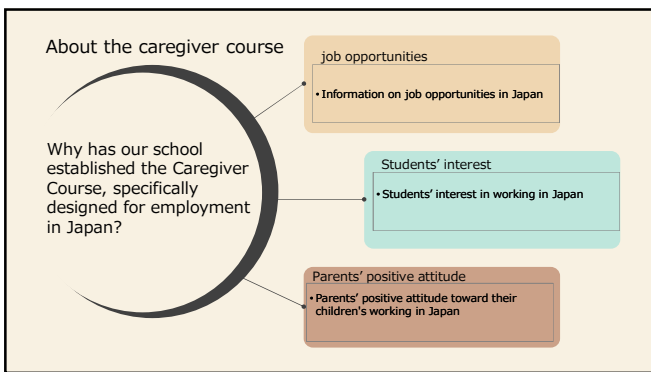 About the caregiver course
Why has our school
established the Caregiver
Course, specifically
designed for employment
in Japan?
job opportunities
• Information on job opportunities in Japan
Students' interest
• Students' interest in working in Japan
Parents' positive attitude
• Parents' positive attitude toward their
children's working in Japan